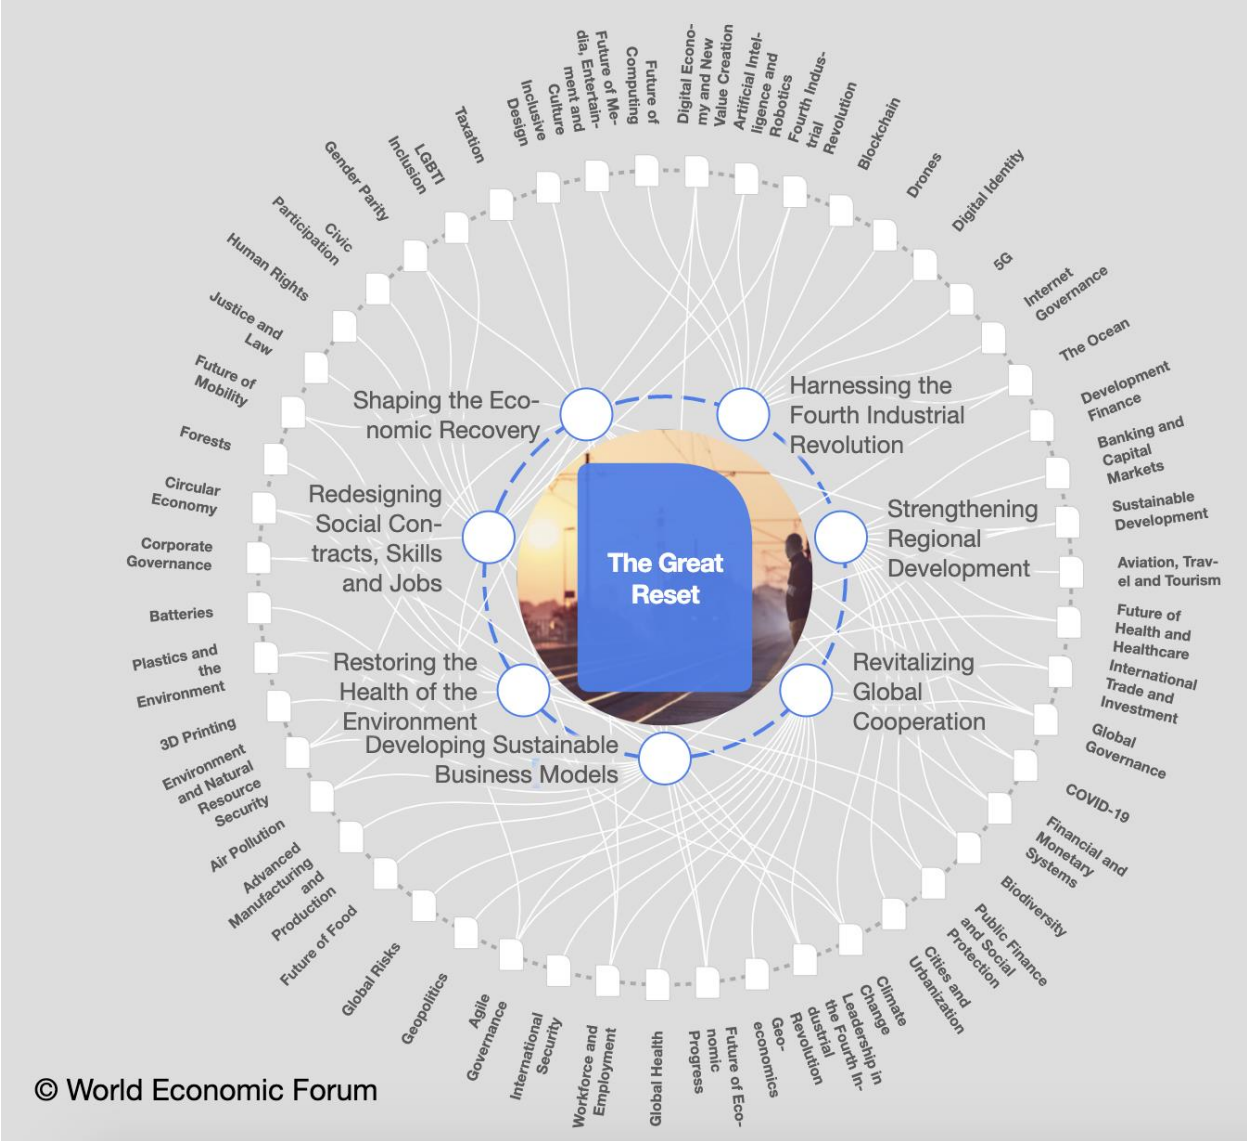 The Great
Reset
Shaping the Eco-
nomic Recovery
Harnessing the
Fourth Industrial
Revolution
Strengthening
Regional
Development
Revitalizing
Global
Cooperation
Developing Sustainable
Business Models
Restoring the
Health of the
Environment
Redesigning
Social Con-
tracts, Skills
and Jobs
Digital Econo-
my and New
Value Creation
Artificial Intel-
ligence and
Robotics
Fourth Indus-
trial
Revolution
Blockchain
Drones
Digital Identity
5G
Internet
Governance
The Ocean
Development
Finance
Banking and
Capital
Markets
Sustainable
Development
Aviation, Trav-
el and Tourism
Future of
Health and
Healthcare
International
Trade and
Investment
Global
Governance
COVID-19
Financial and
Monetary
Systems
Biodiversity
Public Finance
and Social
Protection
Cities and
Urbanization
Climate
Change
Leadership in
the Fourth In-
dustrial
Revolution
Geo-
economics
Future of Eco-
nomic
Progress
Global Health
Workforce and
Employment
International
Security
Agile
Governance
Geopolitics
Global Risks
Future of Food
Advanced
Manufacturing
and
Production
Air Pollution
Environment
and Natural
Resource
Security
3D Printing
Plastics and
the
Environment
Batteries
Corporate
Governance
Circular
Economy
Forests
Future of
Mobility
Justice and
Law
Human Rights
Civic
Participation
Gender Parity
LGBTI
Inclusion
Taxation
Inclusive
Design
Future of Me-
dia, Entertain-
ment and
Culture
Future of
Computing
© World Economic Forum